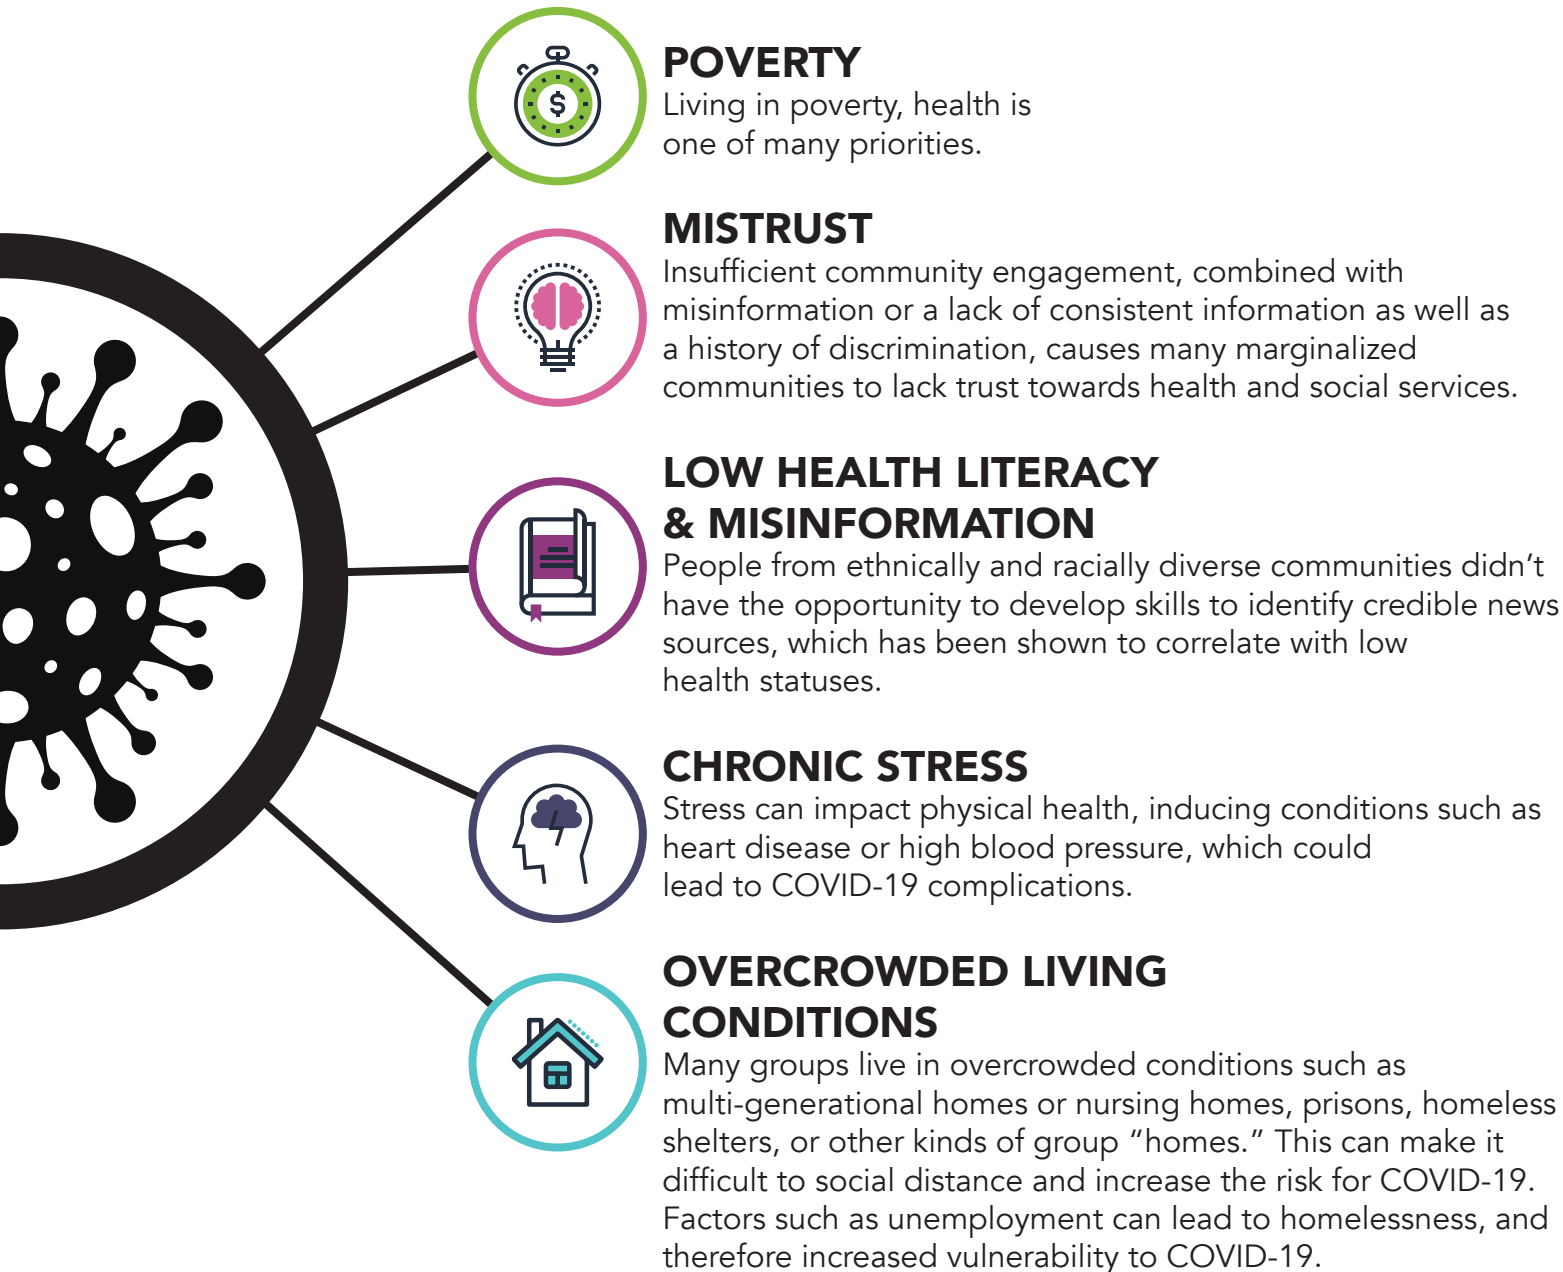 POVERTY
Living in poverty, health is
one of many priorities.
MISTRUST
Insufficient community engagement, combined with
misinformation or a lack of consistent information as well as
a history of discrimination, causes many marginalized
communities to lack trust towards health and social services.
LOW HEALTH LITERACY
& MISINFORMATION
People from ethnically and racially diverse communities didn’t
have the opportunity to develop skills to identify credible news
sources, which has been shown to correlate with low
health statuses.
CHRONIC STRESS
Stress can impact physical health, inducing conditions such as
heart disease or high blood pressure, which could
lead to COVID-19 complications.
OVERCROWDED LIVING
CONDITIONS
Many groups live in overcrowded conditions such as
multi-generational homes or nursing homes, prisons, homeless
shelters, or other kinds of group “homes.” This can make it
difficult to social distance and increase the risk for COVID-19.
Factors such as unemployment can lead to homelessness, and
therefore increased vulnerability to COVID-19.
$